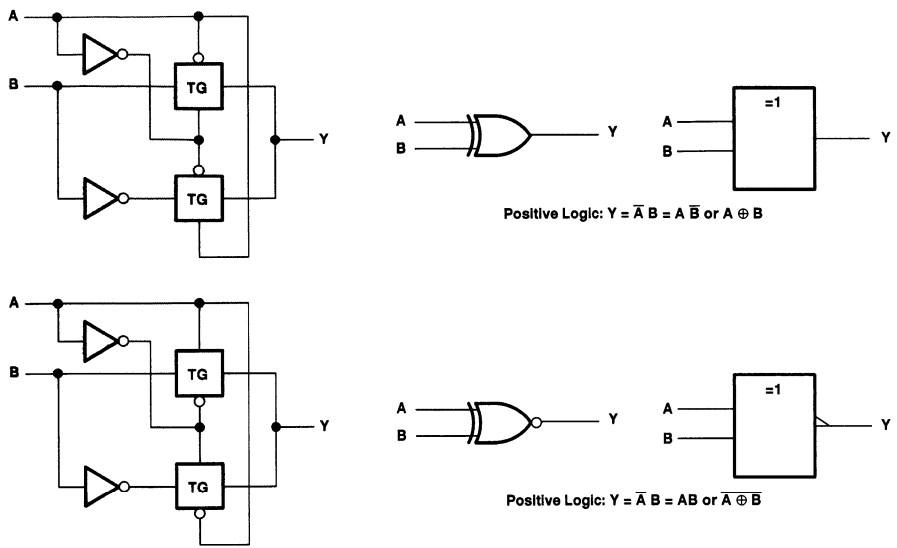 A
B
TG
TG
Y
A
B
Y
=1
A
B
Y
Positive Logic: Y = A̅ B = A B̅ or A ⊕ B
A
B
TG
TG
Y
A
B
Y
=1
A
B
Y
Positive Logic: Y = A̅ B = AB or A̅ ⊕̅ B̅